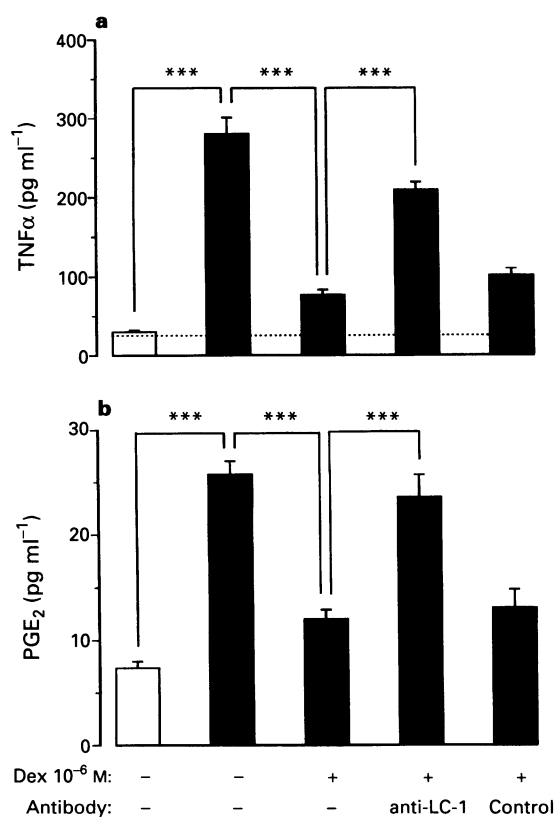 a
400
300
200
100
0
TNFα (pg ml⁻¹)
*** *** ***
b
30
20
10
0
PGE₂ (pg ml⁻¹)
*** *** ***
Dex 10⁻⁶ M: – – + + +
Antibody: – – – anti-LC-1 Control